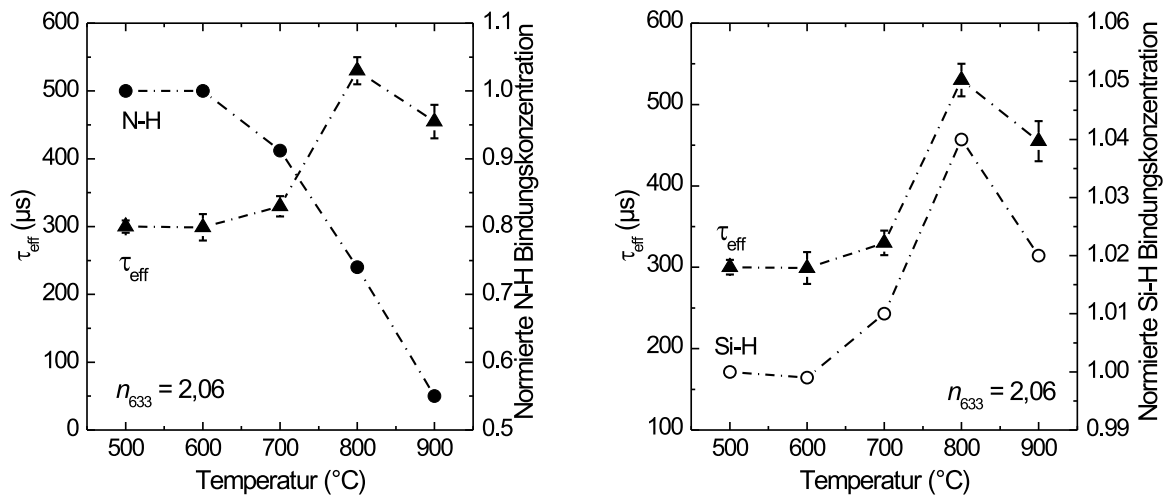 600
500
400
300
200
100
0
τeff (µs)
1.1
1.0
0.9
0.8
0.7
0.6
0.5
Normierte N-H Bindungskonzentration
N-H
τeff
n633 = 2,06
500 600 700 800 900
Temperatur (°C)
600
500
400
300
200
100
τeff (µs)
1.06
1.05
1.04
1.03
1.02
1.01
1.00
0.99
Normierte Si-H Bindungskonzentration
τeff
Si-H
n633 = 2,06
500 600 700 800 900
Temperatur (°C)